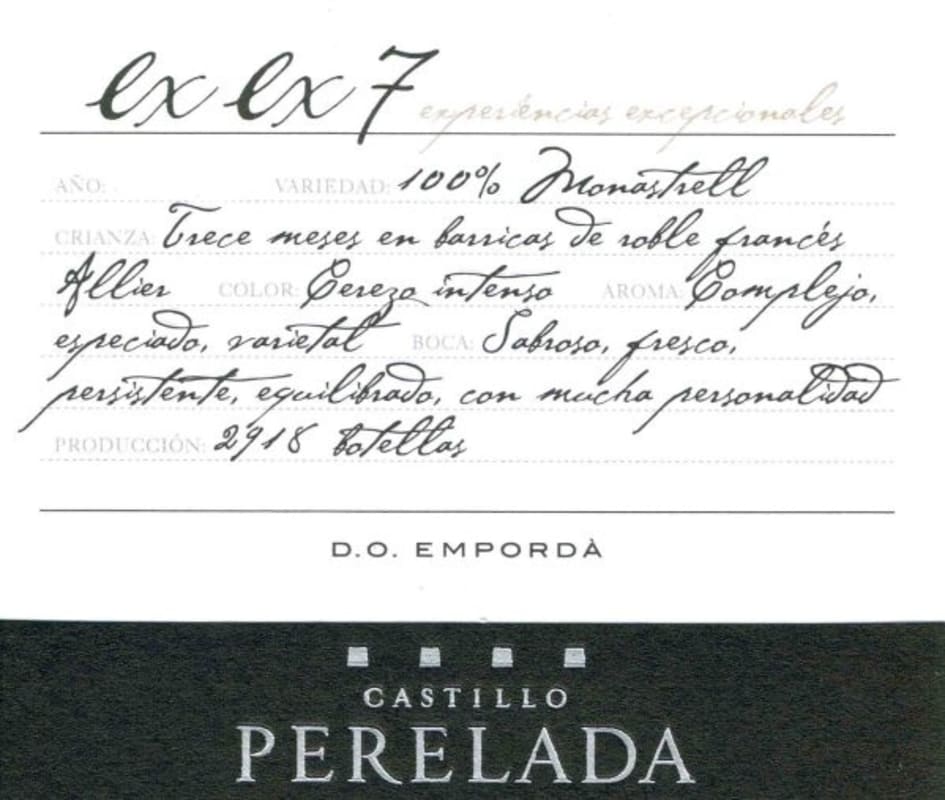 ex ex 7 experiencias excepcionales
AÑO: VARIEDAD: 100% Monastrell
CRIANZA: Trece meses en barricas de roble francés
Allier COLOR: Cereza intenso AROMA: Complejo,
especiado, varietal BOCA: Sabroso, fresco,
persistente, equilibrado, con mucha personalidad
PRODUCCIÓN: 2918 botellas
D.O. EMPORDÀ
CASTILLO
PERELADA